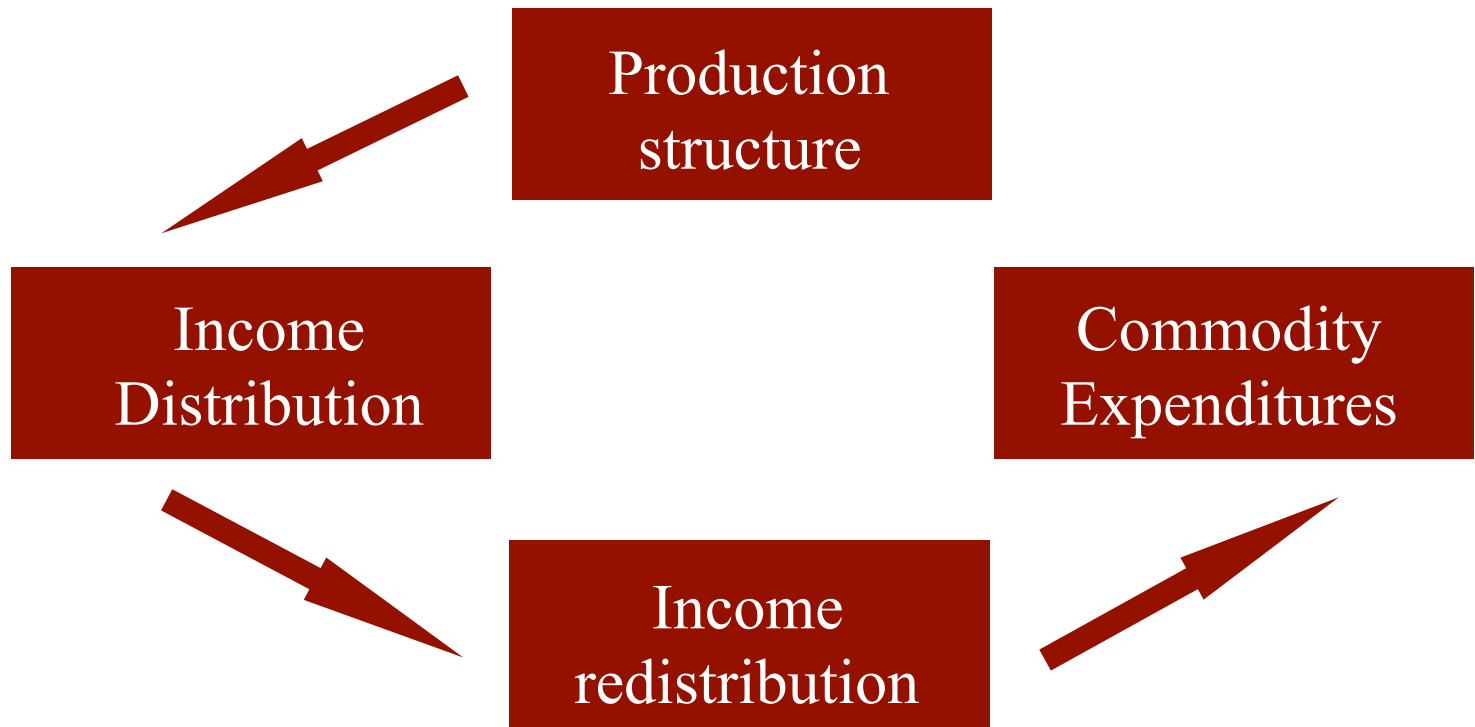 Production
structure
Income
Distribution
Commodity
Expenditures
Income
redistribution